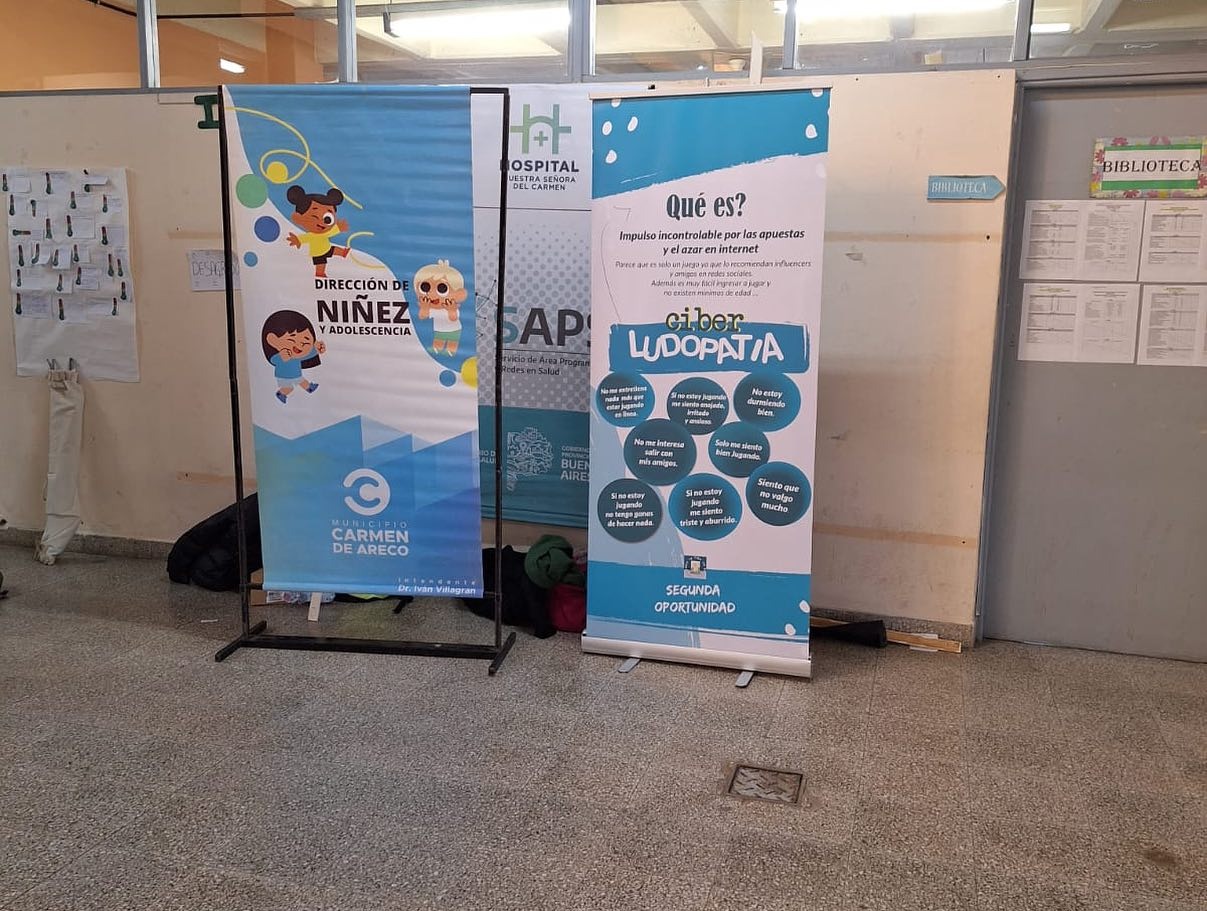 DIRECCIÓN DE
NIÑEZ
Y ADOLESCENCIA
MUNICIPIO
CARMEN
DE ARECO
Intendente
Dr. Iván Villagrán
HOSPITAL
NUESTRA SEÑORA
DEL CARMEN
SAPS
Servicio de Área Program
Redes en Salud
GOBIERNO
PROVINCIA
BUEN
AIRES
Qué es?
Impulso incontrolable por las apuestas
y el azar en internet
Parece que es solo un juego ya que lo recomiendan influencers
y amigos en redes sociales.
Además es muy fácil ingresar a jugar y
no existen mínimos de edad ...
ciber
LUDOPATIA
No me entretiene
nada más que
estar jugando
en línea.
Si no estoy jugando
me siento enojado,
irritado
y ansioso.
No estoy
durmiendo
bien.
No me interesa
salir con
mis amigos.
Solo me siento
bien Jugando.
Si no estoy
jugando
no tengo ganas
de hacer nada.
Si no estoy
jugando
me siento
triste y aburrido.
Siento que
no valgo
mucho
SEGUNDA
OPORTUNIDAD
BIBLIOTECA
BIBLIOTECA